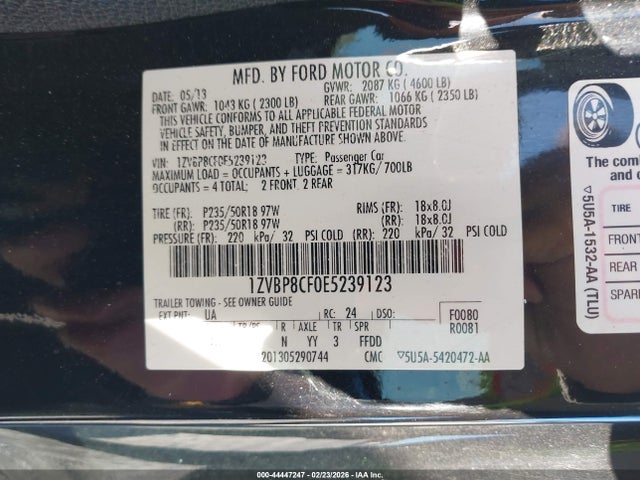 MFD. BY FORD MOTOR CO.
DATE: 05/13 GVWR: 2087 KG ( 4600 LB)
FRONT GAWR: 1043 KG ( 2300 LB) REAR GAWR: 1066 KG ( 2350 LB)
THIS VEHICLE CONFORMS TO ALL APPLICABLE FEDERAL MOTOR
VEHICLE SAFETY, BUMPER, AND THEFT PREVENTION STANDARDS
IN EFFECT ON THE DATE OF MANUFACTURE SHOWN ABOVE.
VIN: 1ZVBP8CF0E5239123 TYPE: Passenger Car
MAXIMUM LOAD = OCCUPANTS + LUGGAGE = 317KG/ 700LB
OCCUPANTS = 4 TOTAL; 2 FRONT, 2 REAR
TIRE (FR): P235/50R18 97W RIMS (FR): 18x8.0J
(RR): P235/50R18 97W (RR): 18x8.0J
PRESSURE (FR): 220 kPa/ 32 PSI COLD (RR): 220 kPa/ 32 PSI COLD
1ZVBP8CF0E5239123
TRAILER TOWING - SEE OWNER GUIDE
EXT PNT: UA RC: 24 DSO: F0080
R0081
R AXLE TR SPR
N YY 3 FFDD
201305290744 CMC ▽5U5A-5420472-AA
The com
▽5U5A-1532-AA (TLU)
TIRE
FRONT
REAR
SPAR
000-44447247 - 02/23/2026 - IAA, Inc.